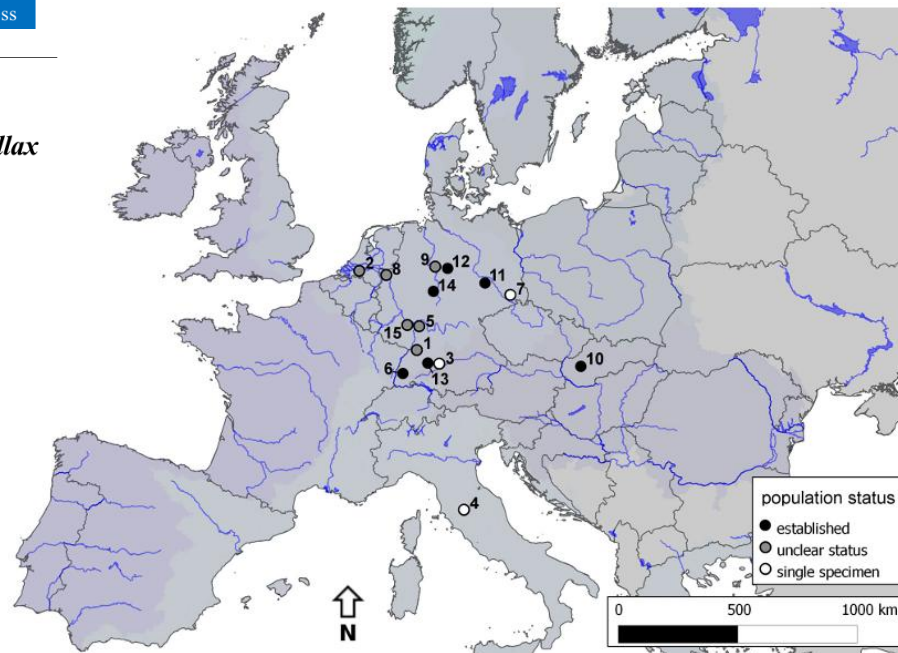 ss
llax
2
8
9
12
11
7
14
15
5
1
3
6
13
10
4
N
population status
established
unclear status
single specimen
0 500 1000 km